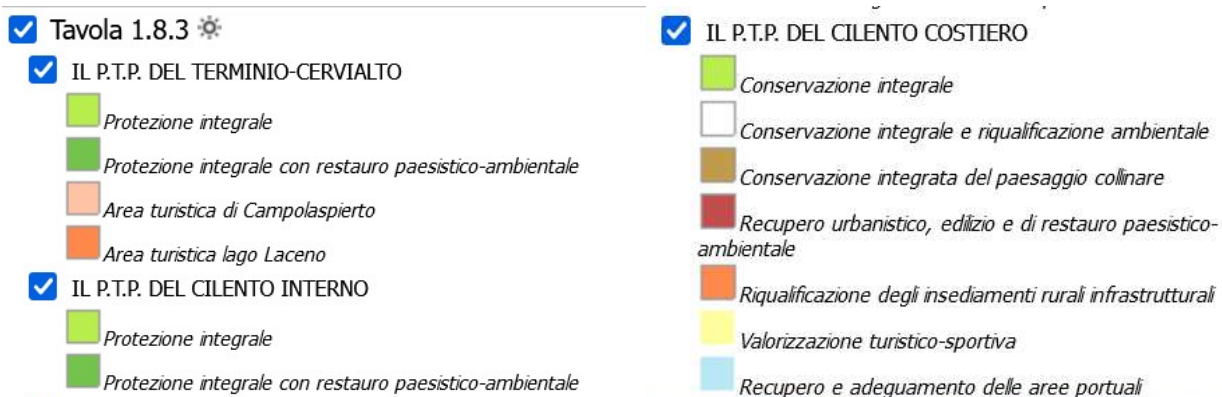 Tavola 1.8.3
IL P.T.P. DEL TERMINIO-CERVIALTO
Protezione integrale
Protezione integrale con restauro paesistico-ambientale
Area turistica di Campolaspierto
Area turistica lago Laceno
IL P.T.P. DEL CILENTO INTERNO
Protezione integrale
Protezione integrale con restauro paesistico-ambientale
IL P.T.P. DEL CILENTO COSTIERO
Conservazione integrale
Conservazione integrale e riqualificazione ambientale
Conservazione integrata del paesaggio collinare
Recupero urbanistico, edilizio e di restauro paesistico-
ambientale
Riqualificazione degli insediamenti rurali infrastrutturali
Valorizzazione turistico-sportiva
Recupero e adeguamento delle aree portuali